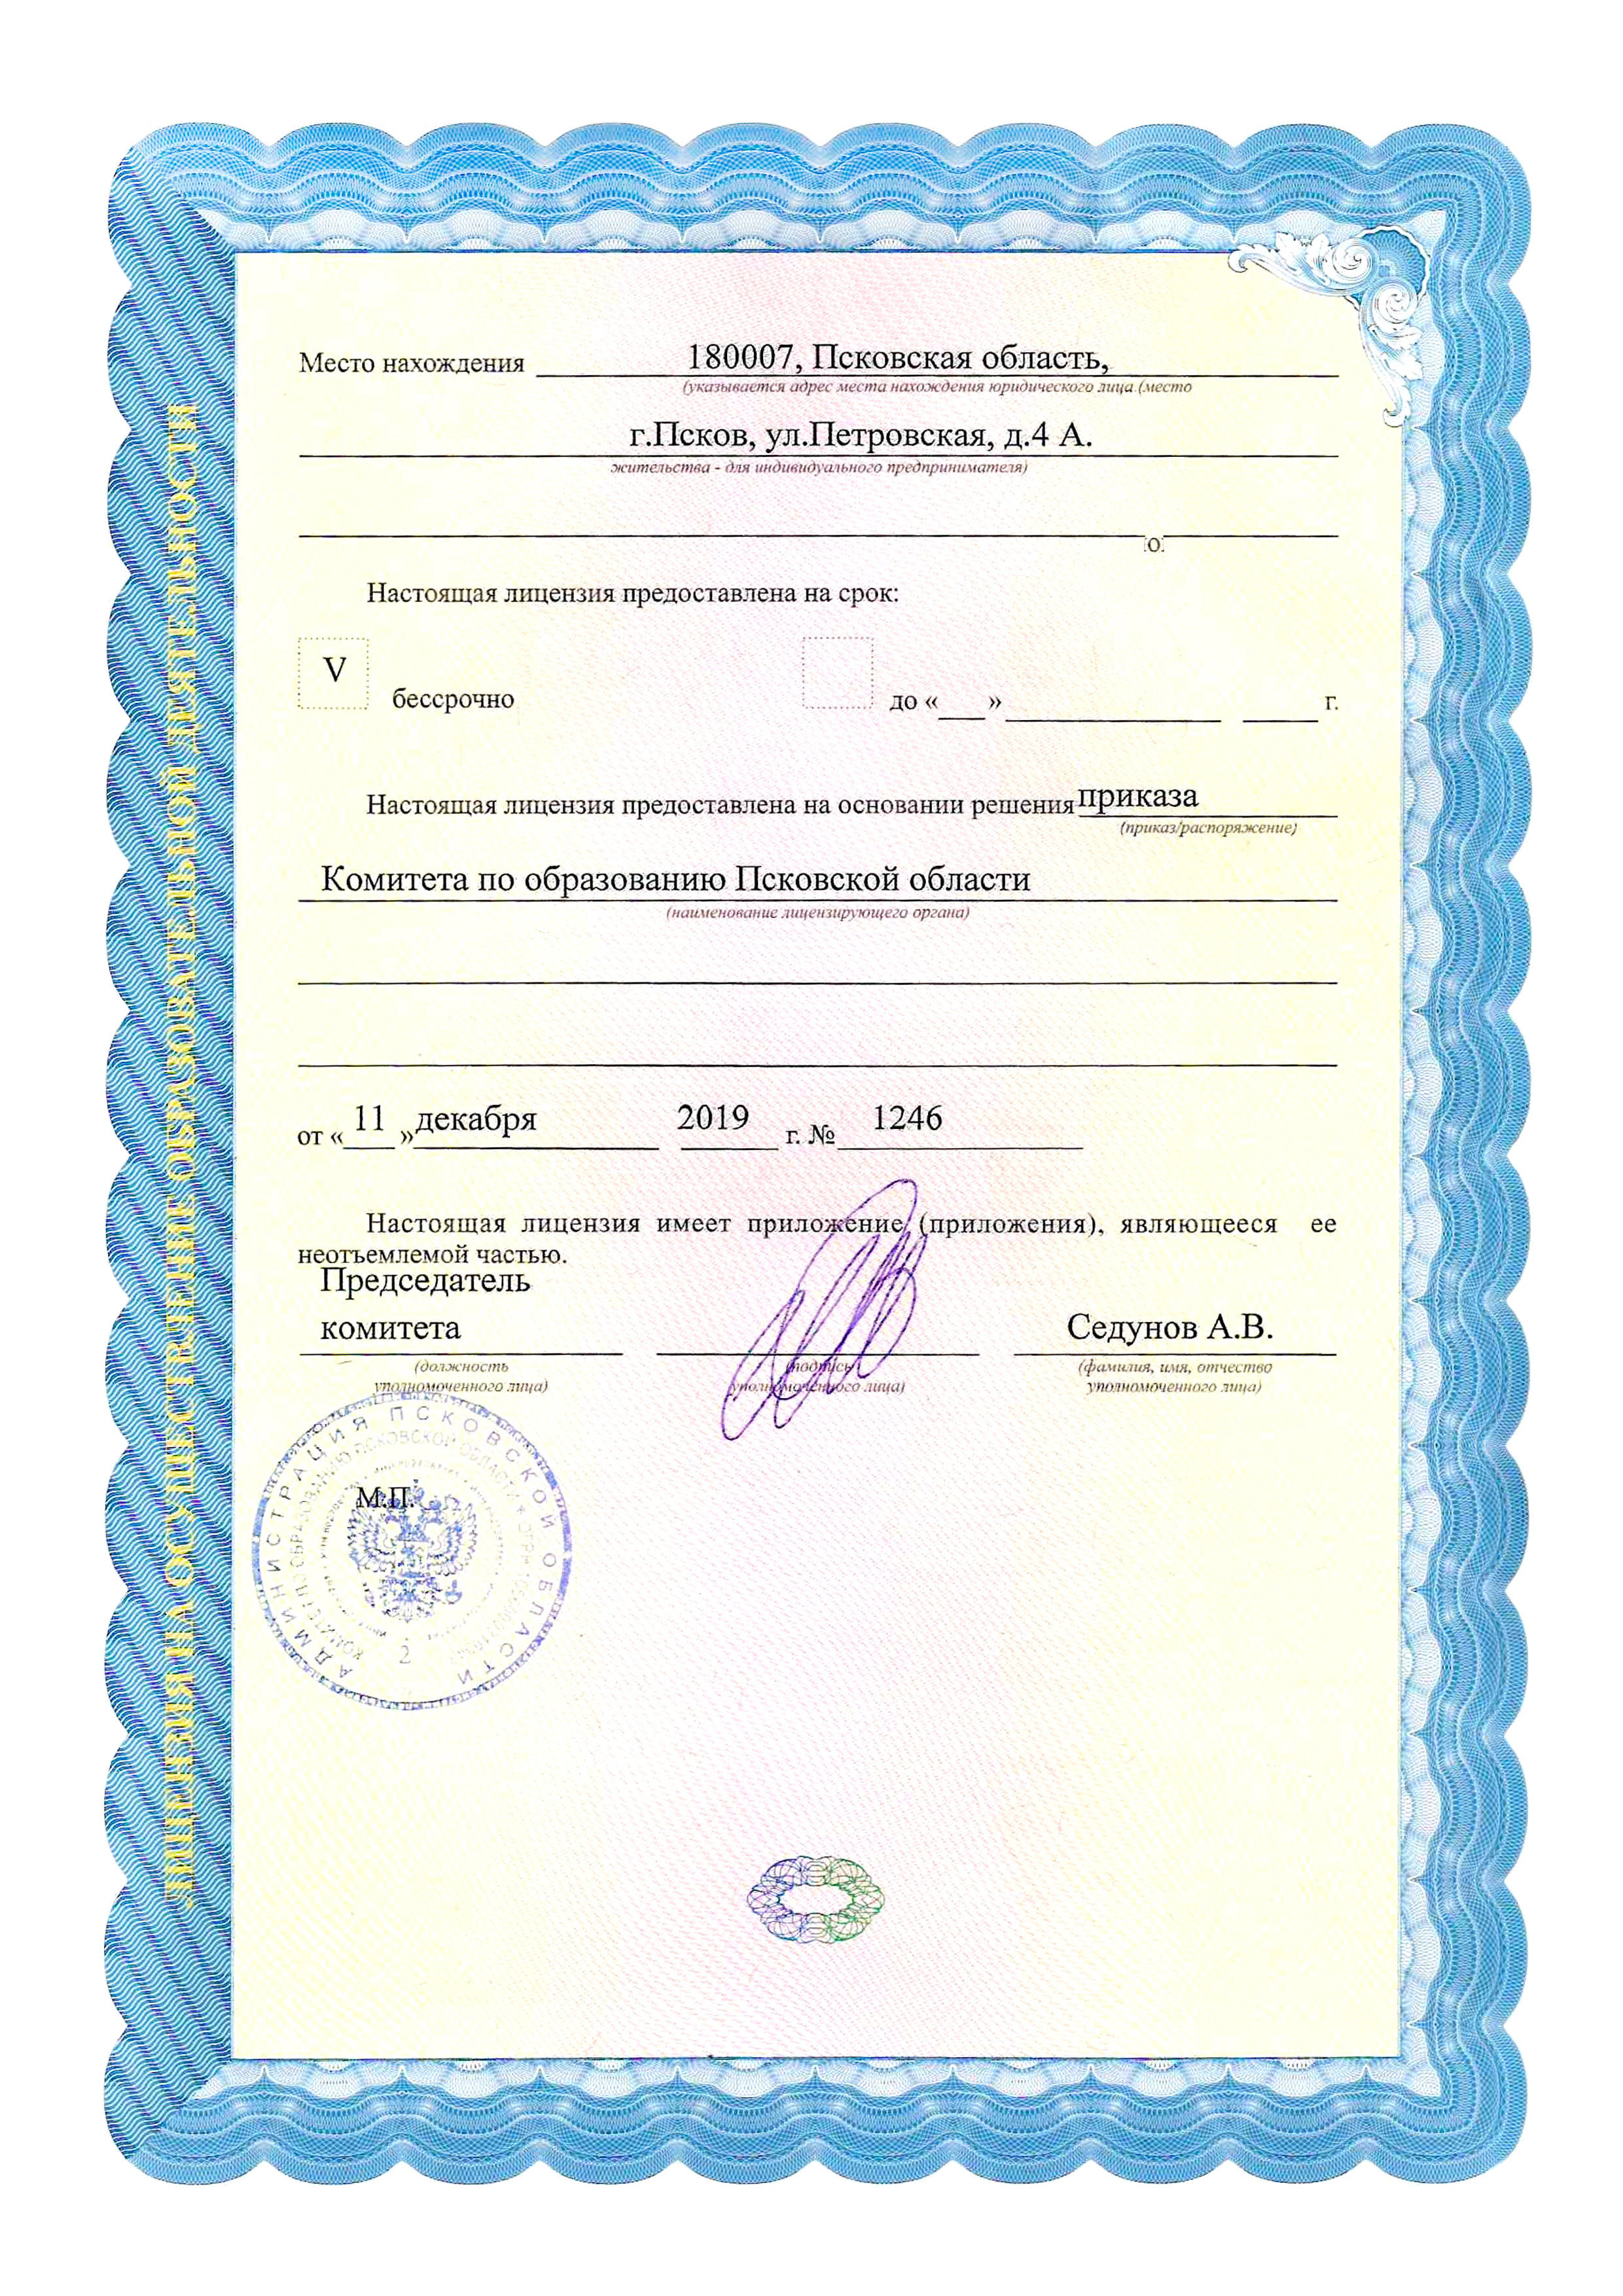 Место нахождения 180007, Псковская область,
(указывается адрес места нахождения юридического лица (место
г.Псков, ул.Петровская, д.4 А.
жительства - для индивидуального предпринимателя)
Настоящая лицензия предоставлена на срок:
V бессрочно до «___» г.
Настоящая лицензия предоставлена на основании решения приказа
(приказ/распоряжение)
Комитета по образованию Псковской области
(наименование лицензирующего органа)
от « 11 » декабря 2019 г. № 1246
Настоящая лицензия имеет приложение (приложения), являющееся ее
неотъемлемой частью.
Председатель
комитета Седунов А.В.
(должность (подпись (фамилия, имя, отчество
уполномоченного лица) уполномоченного лица) уполномоченного лица)
М.П.
АДМИНИСТРАЦИЯ ПСКОВСКОЙ ОБЛАСТИ
КОМИТЕТ ПО ОБРАЗОВАНИЮ ПСКОВСКОЙ ОБЛАСТИ
2
ЛИЦЕНЗИЯ НА ОСУЩЕСТВЛЕНИЕ ОБРАЗОВАТЕЛЬНОЙ ДЕЯТЕЛЬНОСТИ